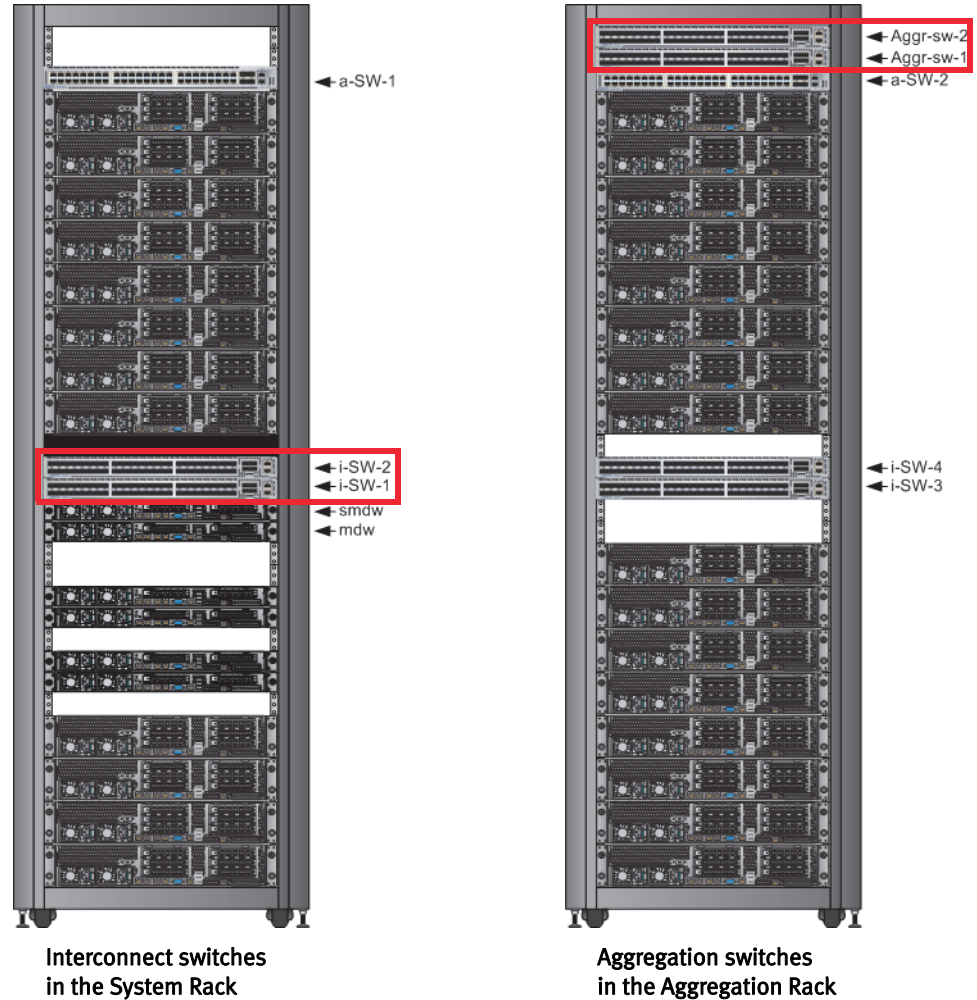 Aggr-sw-2
Aggr-sw-1
a-SW-1
a-SW-2
i-SW-2
i-SW-1
smdw
mdw
i-SW-4
i-SW-3
Interconnect switches
in the System Rack
Aggregation switches
in the Aggregation Rack